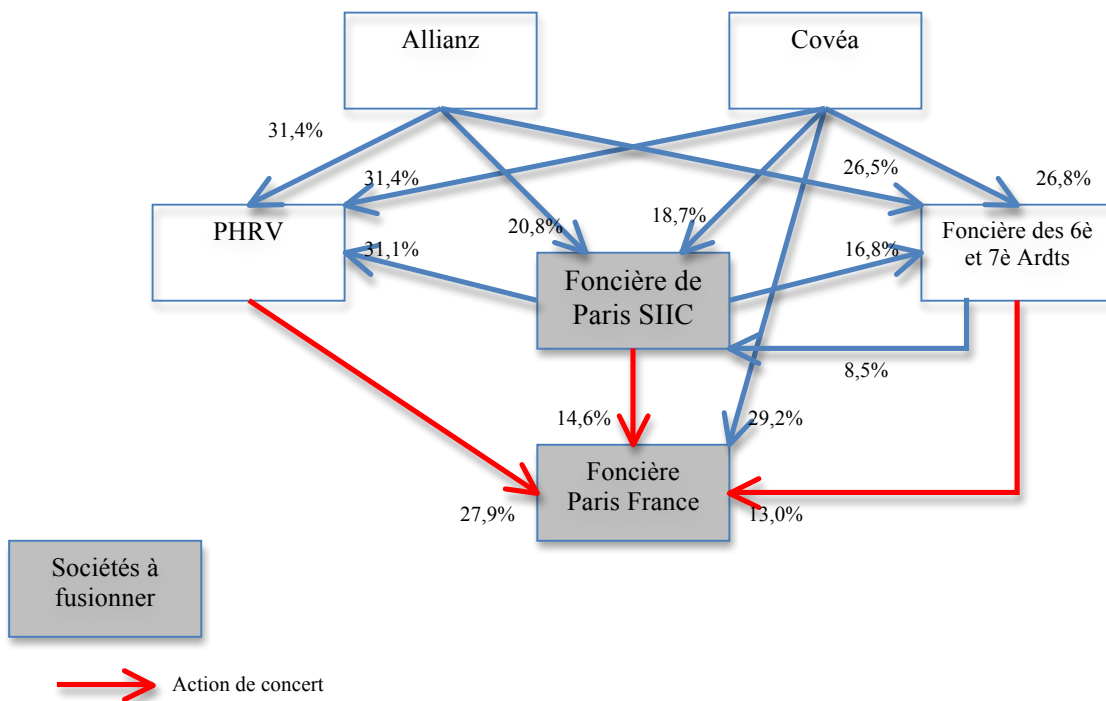 Allianz
Covéa
31,4%
31,4%
26,5%
26,8%
PHRV
20,8%
18,7%
Foncière des 6è
et 7è Ardts
31,1%
16,8%
Foncière de
Paris SIIC
8,5%
14,6%
29,2%
Foncière
Paris France
27,9%
13,0%
Sociétés à
fusionner
Action de concert